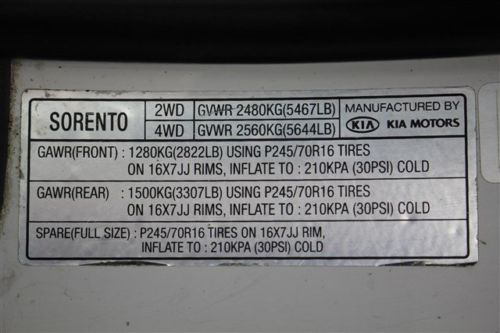 SORENTO 2WD GVWR 2480KG(5467LB) MANUFACTURED BY
4WD GVWR 2560KG(5644LB) KIA KIA MOTORS
GAWR(FRONT) : 1280KG(2822LB) USING P245/70R16 TIRES
ON 16X7JJ RIMS, INFLATE TO : 210KPA (30PSI) COLD
GAWR(REAR) : 1500KG(3307LB) USING P245/70R16 TIRES
ON 16X7JJ RIMS, INFLATE TO : 210KPA (30PSI) COLD
SPARE(FULL SIZE) : P245/70R16 TIRES ON 16X7JJ RIM,
INFLATE TO : 210KPA (30PSI) COLD